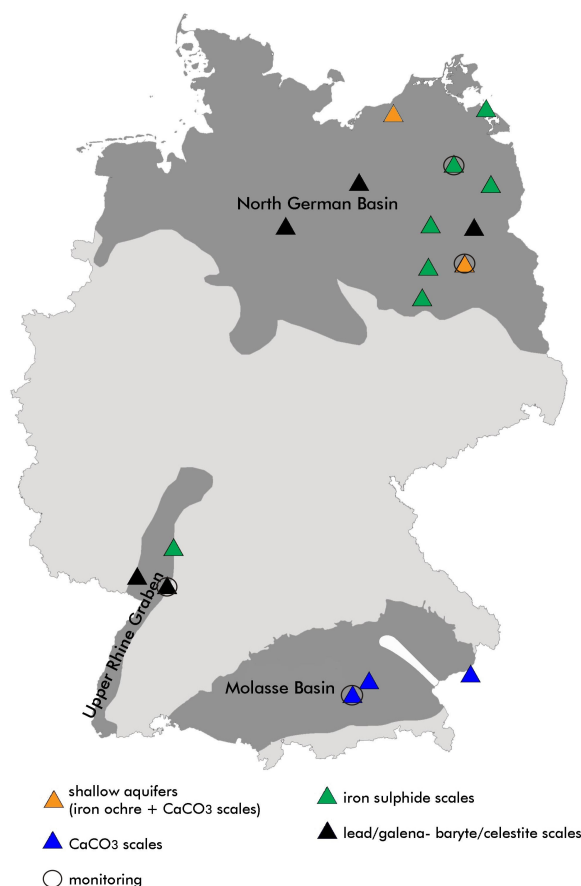 North German Basin
Upper Rhine Graben
Molasse Basin
shallow aquifers
(iron ochre + CaCO3 scales)
iron sulphide scales
CaCO3 scales
lead/galena- baryte/celestite scales
monitoring